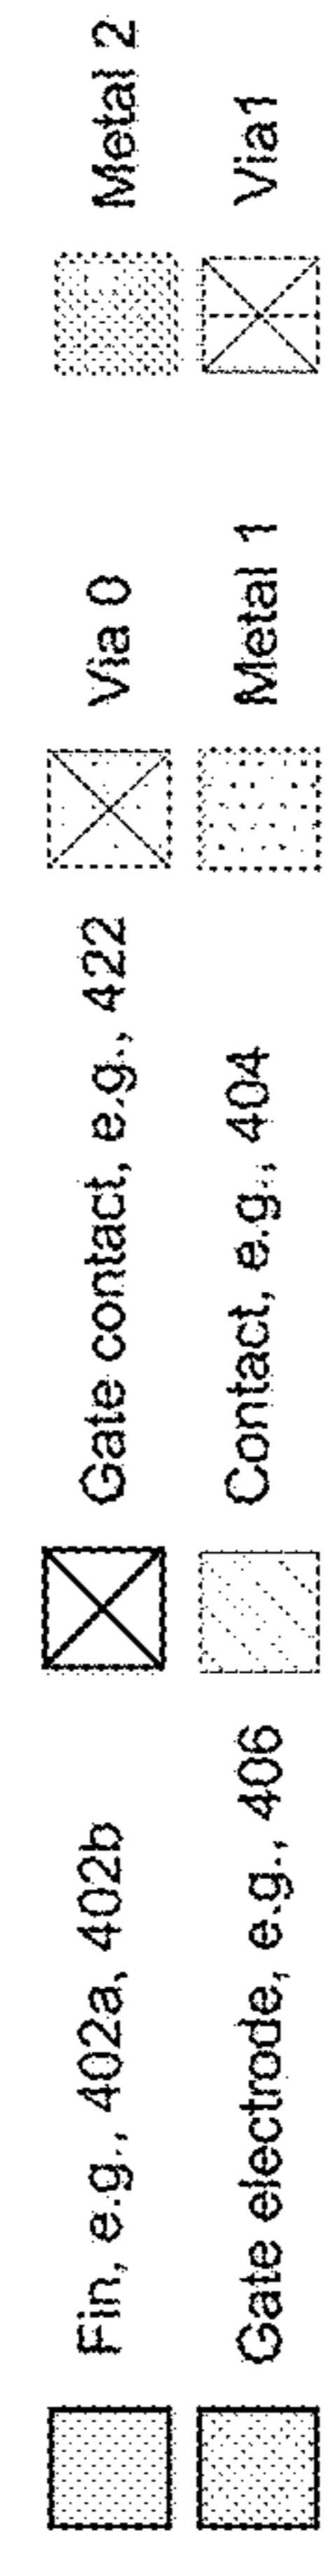 Fin, e.g., 402a, 402b
Gate contact, e.g., 422
Via 0
Metal 2
Gate electrode, e.g., 406
Contact, e.g., 404
Metal 1
Via1